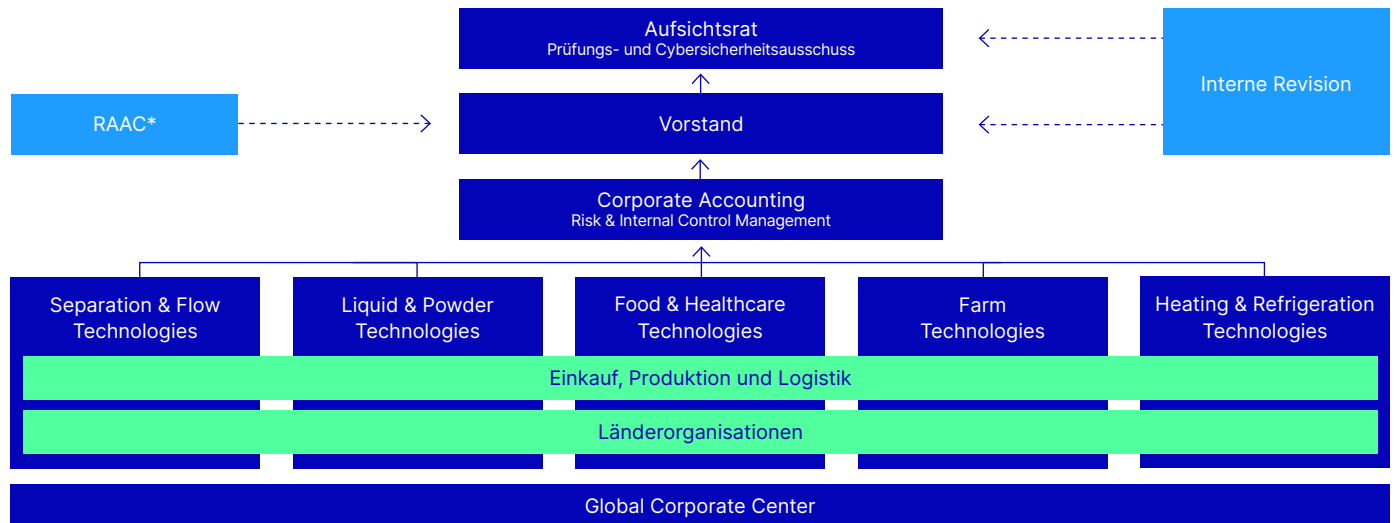 Aufsichtsrat
Prüfungs- und Cybersicherheitsausschuss
Interne Revision
RAAC*
Vorstand
Corporate Accounting
Risk & Internal Control Management
Separation & Flow
Technologies
Liquid & Powder
Technologies
Food & Healthcare
Technologies
Farm
Technologies
Heating & Refrigeration
Technologies
Einkauf, Produktion und Logistik
Länderorganisationen
Global Corporate Center